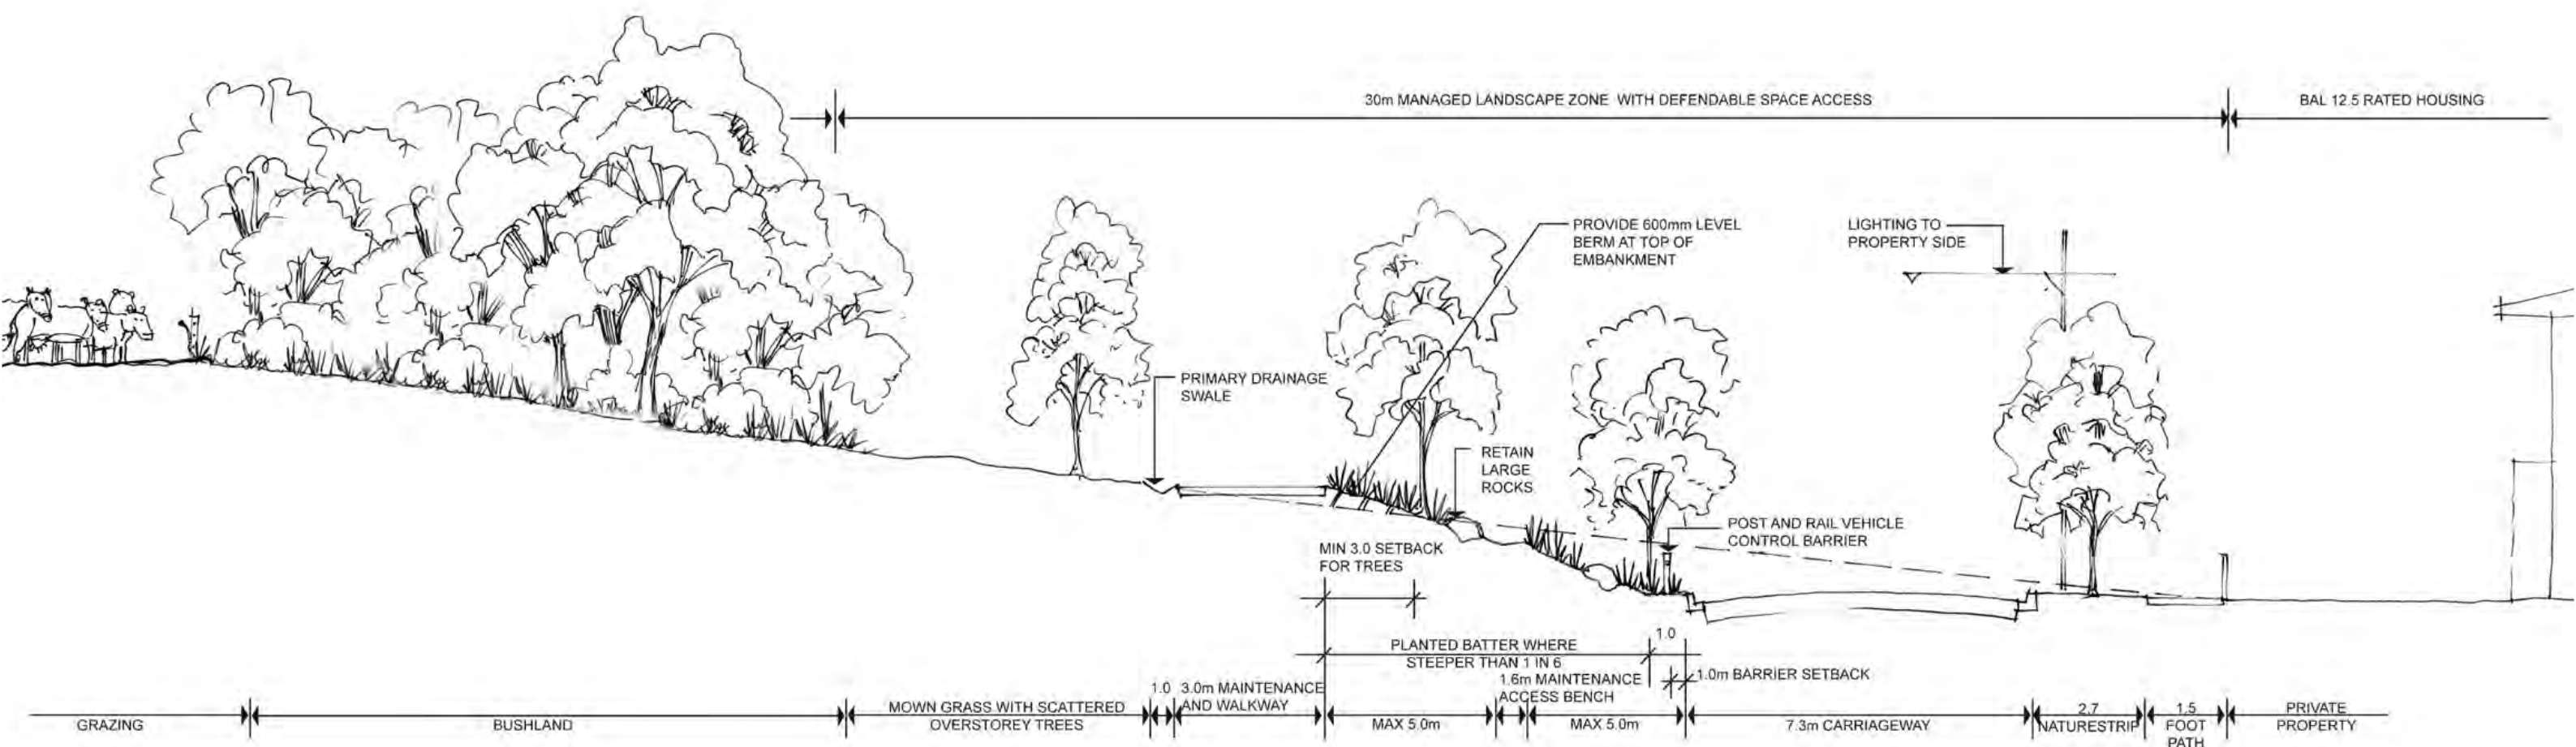 30m MANAGED LANDSCAPE ZONE WITH DEFENDABLE SPACE ACCESS
BAL 12.5 RATED HOUSING
PROVIDE 600mm LEVEL
BERM AT TOP OF
EMBANKMENT
LIGHTING TO
PROPERTY SIDE
PRIMARY DRAINAGE
SWALE
RETAIN
LARGE
ROCKS
POST AND RAIL VEHICLE
CONTROL BARRIER
MIN 3.0 SETBACK
FOR TREES
PLANTED BATTER WHERE
STEEPER THAN 1 IN 6
1.0
1.6m MAINTENANCE
ACCESS BENCH
1.0m BARRIER SETBACK
GRAZING
BUSHLAND
MOWN GRASS WITH SCATTERED
OVERSTOREY TREES
1.0
3.0m MAINTENANCE
AND WALKWAY
MAX 5.0m
MAX 5.0m
7.3m CARRIAGEWAY
2.7
NATURESTRIP
1.5
FOOT
PATH
PRIVATE
PROPERTY